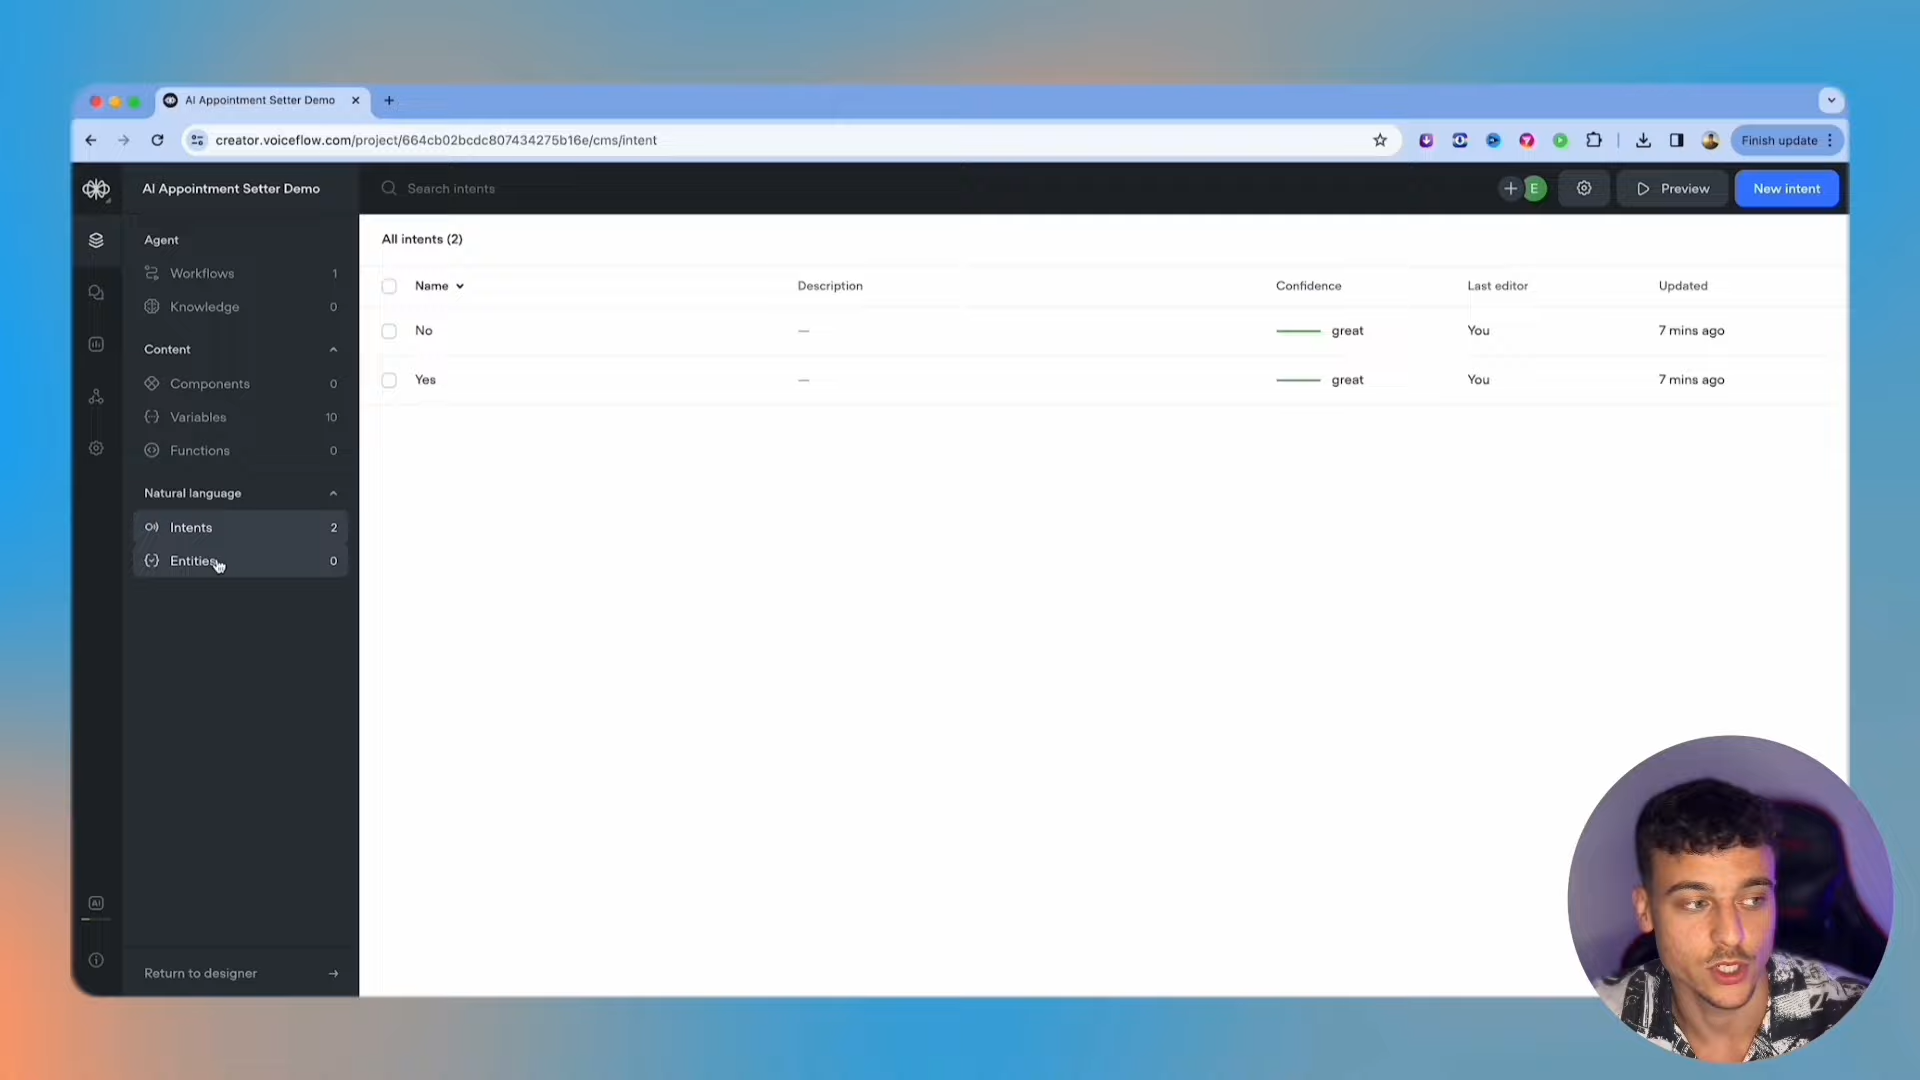 AI Appointment Setter Demo
creator.voiceflow.com/project/664cb02bcdc807434275b16e/cms/intent
Finish update
AI Appointment Setter Demo
Search intents
E
Preview
New intent
Agent
Workflows 1
Knowledge 0
Content
Components 0
Variables 10
Functions 0
Natural language
Intents 2
Entities 0
AI
Return to designer
All intents (2)
Name Description Confidence Last editor Updated
No — great You 7 mins ago
Yes — great You 7 mins ago